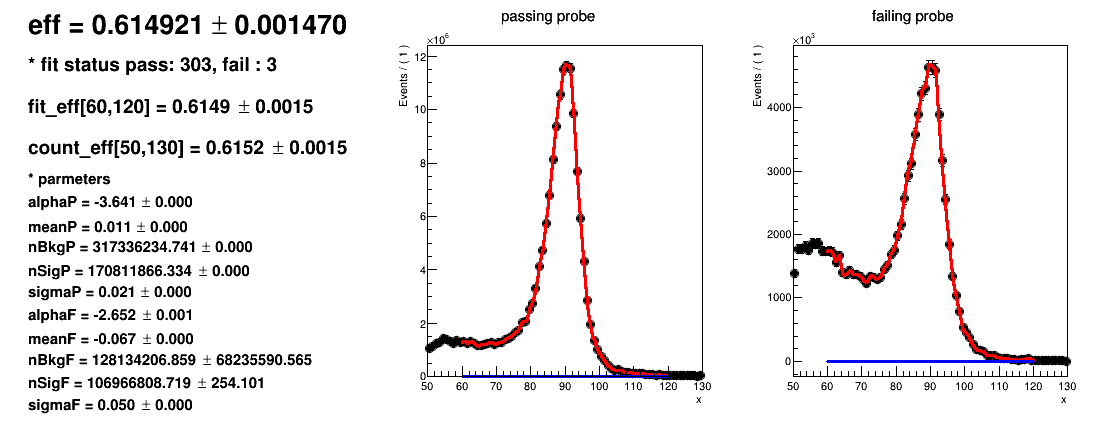 eff = 0.614921 ± 0.001470
* fit status pass: 303, fail : 3
fit_eff[60,120] = 0.6149 ± 0.0015
count_eff[50,130] = 0.6152 ± 0.0015
* parmeters
alphaP = -3.641 ± 0.000
meanP = 0.011 ± 0.000
nBkgP = 317336234.741 ± 0.000
nSigP = 170811866.334 ± 0.000
sigmaP = 0.021 ± 0.000
alphaF = -2.652 ± 0.001
meanF = -0.067 ± 0.000
nBkgF = 128134206.859 ± 68235590.565
nSigF = 106966808.719 ± 254.101
sigmaF = 0.050 ± 0.000
passing probe
×10⁶
Events / ( 1 )
12
10
8
6
4
2
0
50 60 70 80 90 100 110 120 130
x
failing probe
×10³
Events / ( 1 )
4000
3000
2000
1000
0
50 60 70 80 90 100 110 120 130
x